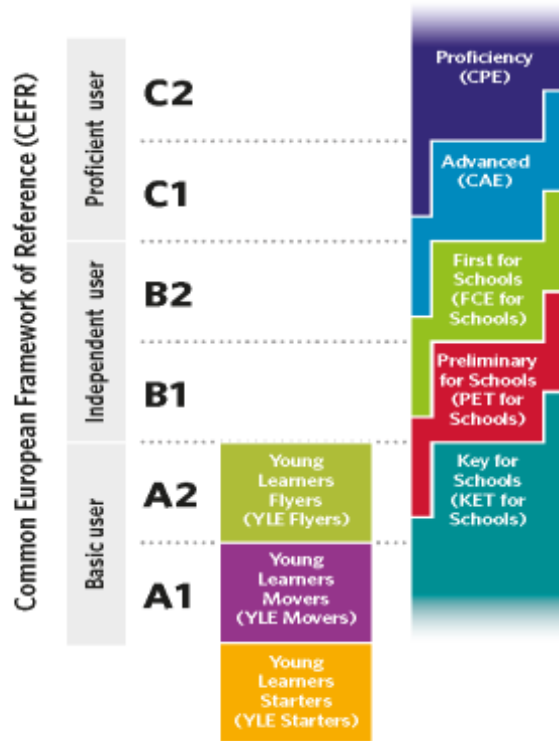 Common European Framework of Reference (CEFR)
Proficient user
Independent user
Basic user
C2
C1
B2
B1
A2
A1
Young
Learners
Flyers
(YLE Flyers)
Young
Learners
Movers
(YLE Movers)
Young
Learners
Starters
(YLE Starters)
Proficiency
(CPE)
Advanced
(CAE)
First for
Schools
(FCE for
Schools)
Preliminary
for Schools
(PET for
Schools)
Key for
Schools
(KET for
Schools)